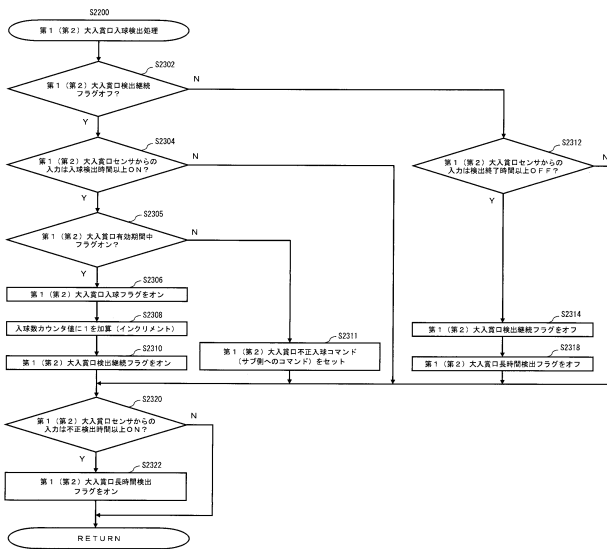 S2200
第１（第２）大入賞口入球検出処理
S2302
第１（第２）大入賞口検出継続
フラグオフ？
N
Y
S2304
第１（第２）大入賞口センサからの
入力は入球検出時間以上ＯＮ？
N
Y
S2312
第１（第２）大入賞口センサからの
入力は検出終了時間以上ＯＦＦ？
N
Y
S2305
第１（第２）大入賞口有効期間中
フラグオン？
N
Y
S2306
第１（第２）大入賞口入球フラグをオン
S2308
入球数カウンタ値に１を加算（インクリメント）
S2310
第１（第２）大入賞口検出継続フラグをオン
S2311
第１（第２）大入賞口不正入球コマンド
（サブ側へのコマンド）をセット
S2314
第１（第２）大入賞口検出継続フラグをオフ
S2318
第１（第２）大入賞口長時間検出フラグをオフ
S2320
第１（第２）大入賞口センサからの
入力は不正検出時間以上ＯＮ？
N
Y
S2322
第１（第２）大入賞口長時間検出
フラグをオン
ＲＥＴＵＲＮ